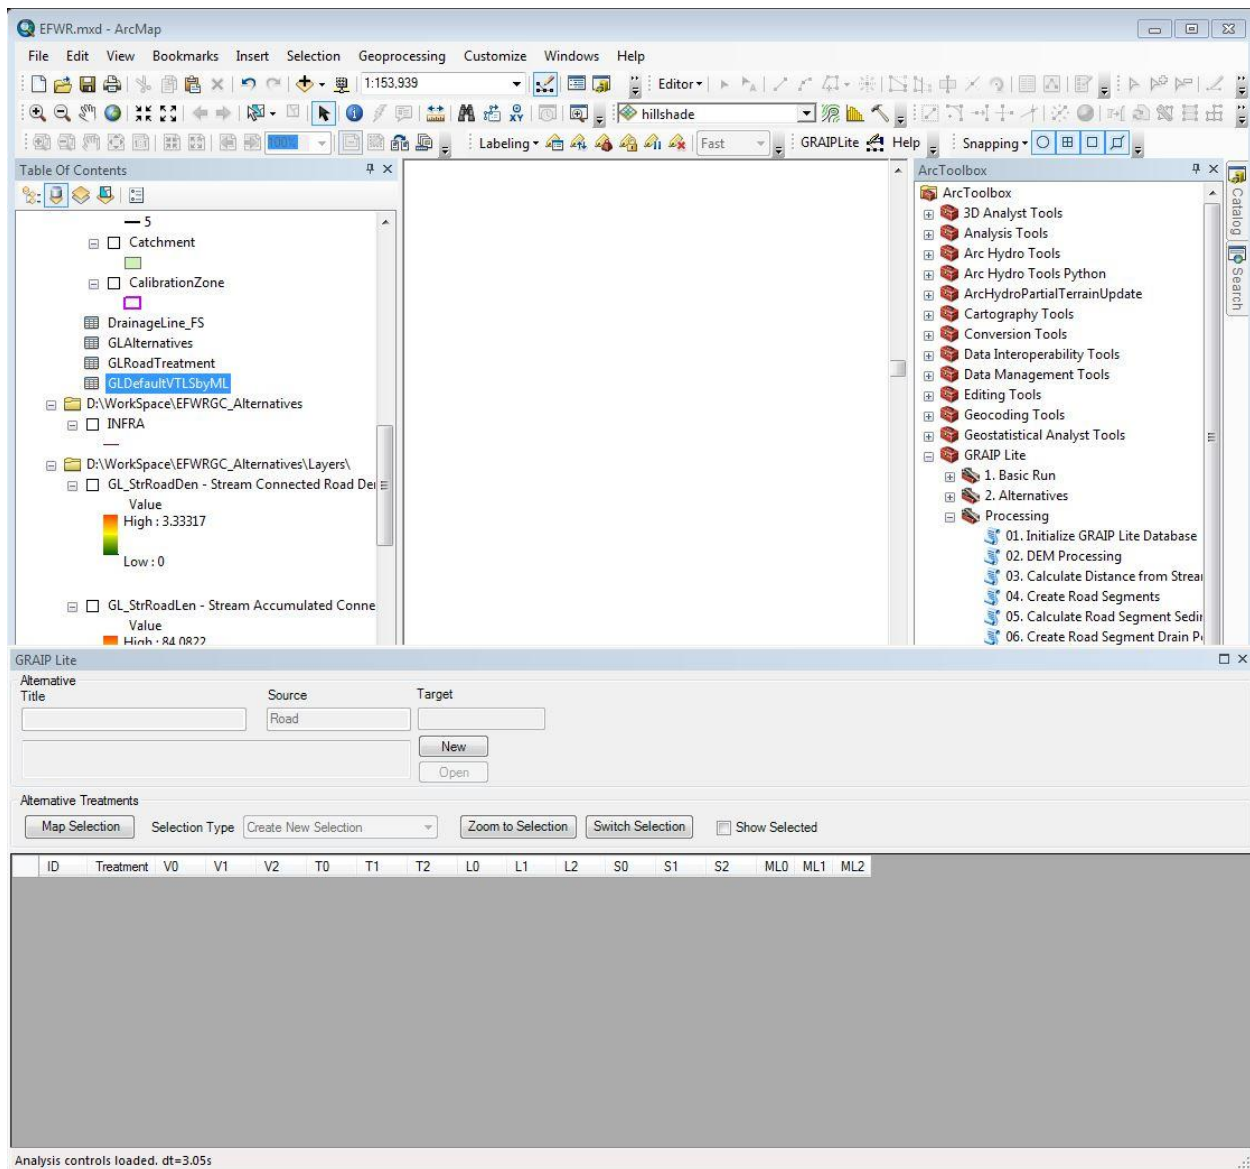 EFWR.mxd - ArcMap
File Edit View Bookmarks Insert Selection Geoprocessing Customize Windows Help
1:153,939
Editor
hillshade
100%
Labeling
Fast
GRAIPLite
Help
Snapping
Table Of Contents
5
Catchment
CalibrationZone
DrainageLine_FS
GLAlternatives
GLRoadTreatment
GLDefaultVTLSbyML
D:\WorkSpace\EFWRGC_Alternatives
INFRA
D:\WorkSpace\EFWRGC_Alternatives\Layers\
GL_StrRoadDen - Stream Connected Road De
Value
High : 3.33317
Low : 0
GL_StrRoadLen - Stream Accumulated Conne
Value
High : 84.0822
ArcToolbox
ArcToolbox
3D Analyst Tools
Analysis Tools
Arc Hydro Tools
Arc Hydro Tools Python
ArcHydroPartialTerrainUpdate
Cartography Tools
Conversion Tools
Data Interoperability Tools
Data Management Tools
Editing Tools
Geocoding Tools
Geostatistical Analyst Tools
GRAIP Lite
1. Basic Run
2. Alternatives
Processing
01. Initialize GRAIP Lite Database
02. DEM Processing
03. Calculate Distance from Strea
04. Create Road Segments
05. Calculate Road Segment Sedi
06. Create Road Segment Drain P
Catalog
Search
GRAIP Lite
Alternative
Title Source Target
Road
New
Open
Alternative Treatments
Map Selection Selection Type Create New Selection Zoom to Selection Switch Selection Show Selected
ID Treatment V0 V1 V2 T0 T1 T2 L0 L1 L2 S0 S1 S2 ML0 ML1 ML2
Analysis controls loaded. dt=3.05s